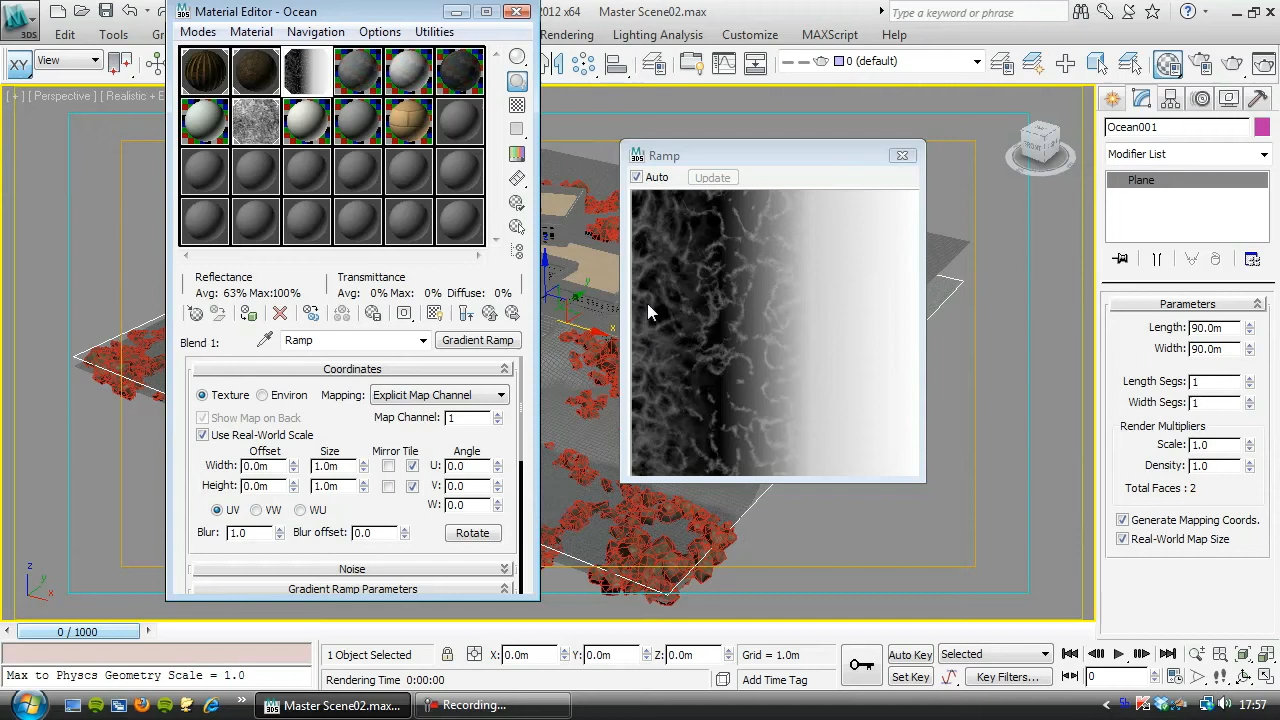 Material Editor - Ocean
2012 x64 Master Scene02.max
Type a keyword or phrase
Modes Material Navigation Options Utilities
Edit Tools Rendering Lighting Analysis Customize MAXScript Help
XY View 0 (default)
[ + ] [ Perspective ] [ Realistic + E
Ocean001
Modifier List
Plane
Ramp
Auto Update
Reflectance Transmittance
Avg: 63% Max:100% Avg: 0% Max: 0% Diffuse: 0%
Blend 1: Ramp Gradient Ramp
Coordinates
Texture Environ Mapping: Explicit Map Channel
Show Map on Back Map Channel: 1
Use Real-World Scale
Offset Size Mirror Tile Angle
Width: 0.0m 1.0m U: 0.0
Height: 0.0m 1.0m V: 0.0
W: 0.0
UV VW WU
Blur: 1.0 Blur offset: 0.0 Rotate
Noise
Gradient Ramp Parameters
Parameters
Length: 90.0m
Width: 90.0m
Length Segs: 1
Width Segs: 1
Render Multipliers
Scale: 1.0
Density: 1.0
Total Faces : 2
Generate Mapping Coords.
Real-World Map Size
0 / 1000
1 Object Selected X: 0.0m Y: 0.0m Z: 0.0m Grid = 1.0m Auto Key Selected
Max to Physcs Geometry Scale = 1.0 Rendering Time 0:00:00 Add Time Tag Set Key Key Filters... 0
Master Scene02.max... Recording... 17:57